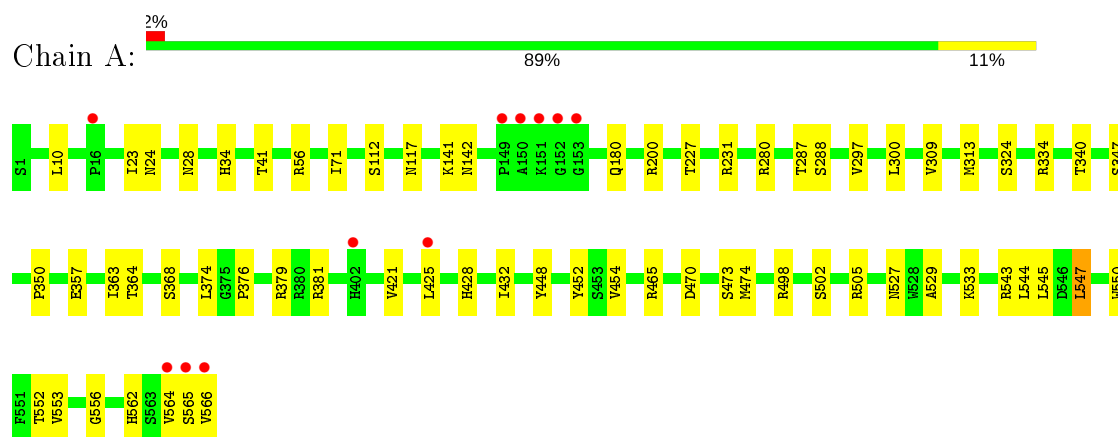 2%
Chain A:
89% 11%
S1 L10 P16 I23 N24 N28 H34 T41 R56 I71 S112 N117 K141 N142 P149 A150 K151 G152 G153 Q180 R200 T227 R231 R280 T287 S288 V297 L300 V309 M313 S324 R334 T340 S347
P350 E357 I363 T364 S368 L374 G375 P376 R379 R380 R381 H402 V421 L425 H428 I432 Y448 Y452 S453 V454 R465 D470 S473 M474 R498 S502 R505 N527 W528 A529 K533 R543 L544 L545 D546 L547 W550
F551 T552 V553 G556 H562 S563 V564 S565 V566